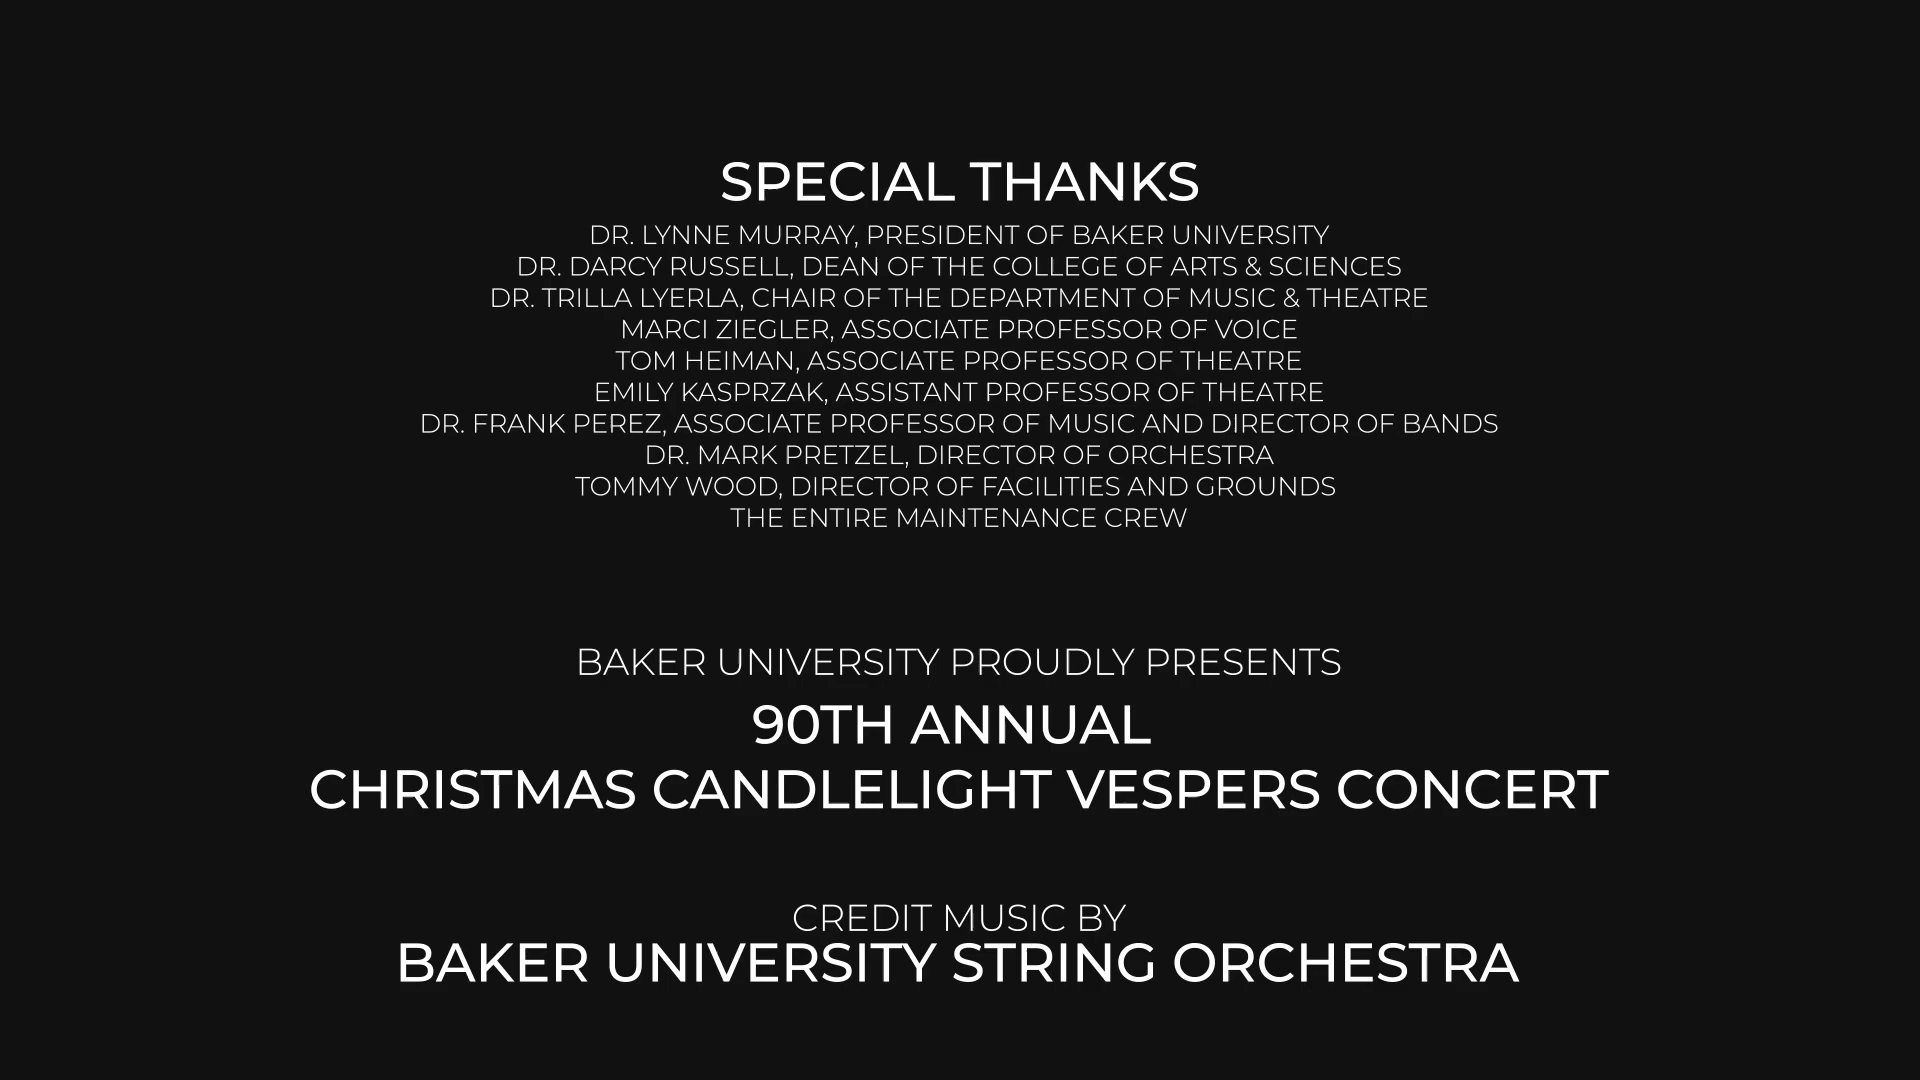 SPECIAL THANKS
DR. LYNNE MURRAY, PRESIDENT OF BAKER UNIVERSITY
DR. DARCY RUSSELL, DEAN OF THE COLLEGE OF ARTS & SCIENCES
DR. TRILLA LYERLA, CHAIR OF THE DEPARTMENT OF MUSIC & THEATRE
MARCI ZIEGLER, ASSOCIATE PROFESSOR OF VOICE
TOM HEIMAN, ASSOCIATE PROFESSOR OF THEATRE
EMILY KASPRZAK, ASSISTANT PROFESSOR OF THEATRE
DR. FRANK PEREZ, ASSOCIATE PROFESSOR OF MUSIC AND DIRECTOR OF BANDS
DR. MARK PRETZEL, DIRECTOR OF ORCHESTRA
TOMMY WOOD, DIRECTOR OF FACILITIES AND GROUNDS
THE ENTIRE MAINTENANCE CREW
BAKER UNIVERSITY PROUDLY PRESENTS
90TH ANNUAL
CHRISTMAS CANDLELIGHT VESPERS CONCERT
CREDIT MUSIC BY
BAKER UNIVERSITY STRING ORCHESTRA